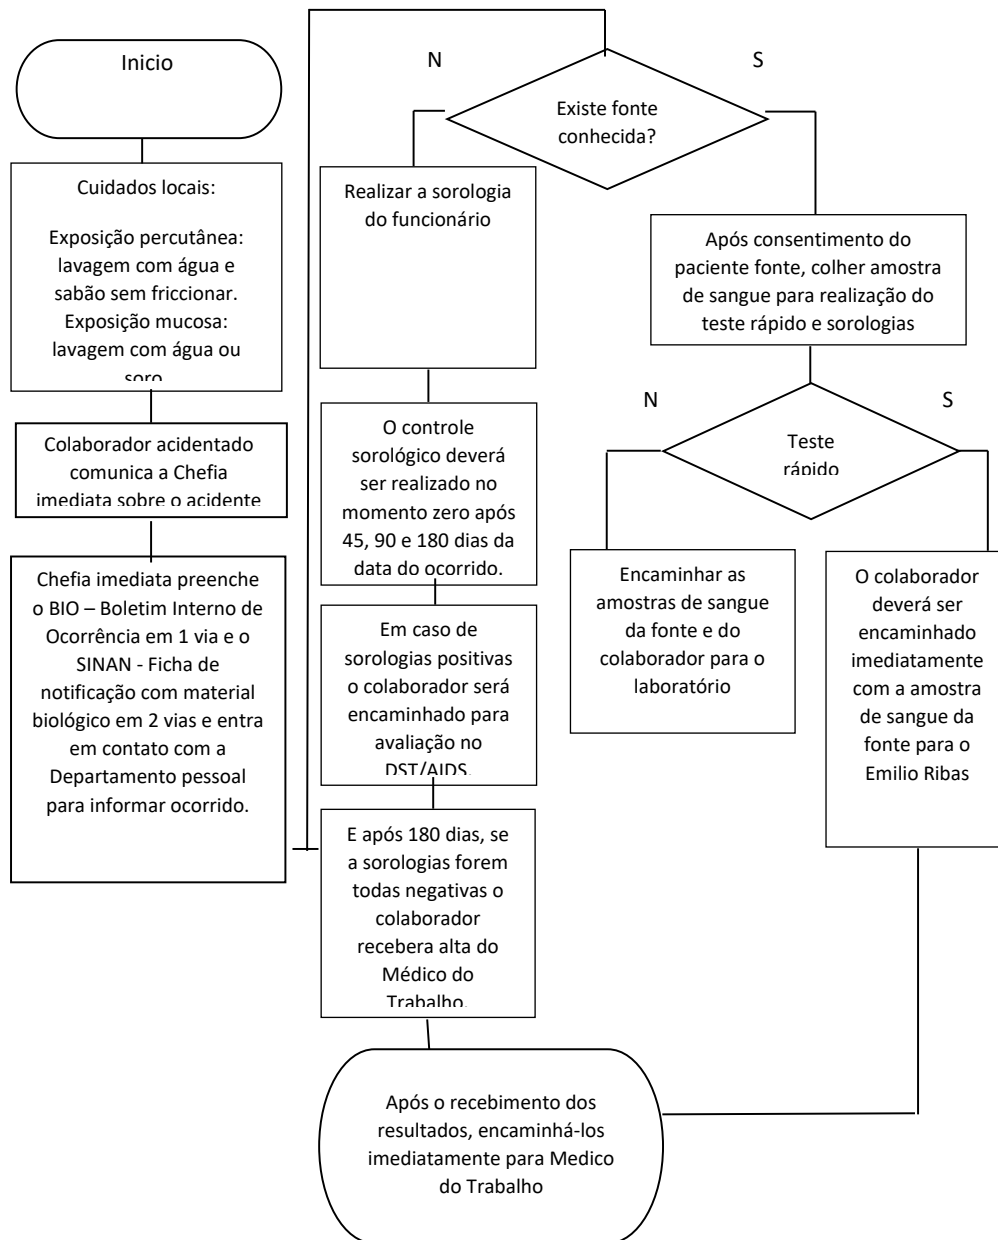 Inicio
Cuidados locais:
Exposição percutânea:
lavagem com água e
sabão sem friccionar.
Exposição mucosa:
lavagem com água ou
soro
Colaborador acidentado
comunica a Chefia
imediata sobre o acidente
Chefia imediata preenche
o BIO – Boletim Interno de
Ocorrência em 1 via e o
SINAN - Ficha de
notificação com material
biológico em 2 vias e entra
em contato com a
Departamento pessoal
para informar ocorrido.
N
S
Existe fonte
conhecida?
Realizar a sorologia
do funcionário
O controle
sorológico deverá
ser realizado no
momento zero após
45, 90 e 180 dias da
data do ocorrido.
Em caso de
sorologias positivas
o colaborador será
encaminhado para
avaliação no
DST/AIDS.
E após 180 dias, se
a sorologias forem
todas negativas o
colaborador
recebera alta do
Médico do
Trabalho.
Após consentimento do
paciente fonte, colher amostra
de sangue para realização do
teste rápido e sorologias
N
S
Teste
rápido
Encaminhar as
amostras de sangue
da fonte e do
colaborador para o
laboratório
O colaborador
deverá ser
encaminhado
imediatamente
com a amostra
de sangue da
fonte para o
Emilio Ribas
Após o recebimento dos
resultados, encaminhá-los
imediatamente para Medico
do Trabalho